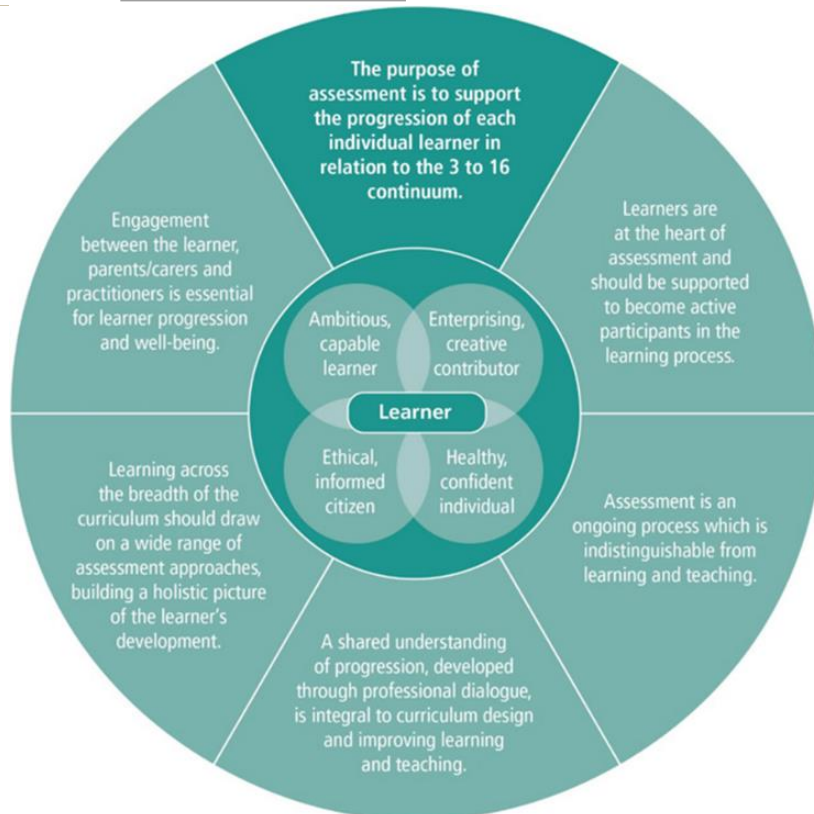 The purpose of
assessment is to support
the progression of each
individual learner in
relation to the 3 to 16
continuum.
Learners are
at the heart of
assessment and
should be supported
to become active
participants in the
learning process.
Assessment is an
ongoing process which is
indistinguishable from
learning and teaching.
A shared understanding
of progression, developed
through professional dialogue,
is integral to curriculum design
and improving learning
and teaching.
Learning across
the breadth of the
curriculum should draw
on a wide range of
assessment approaches,
building a holistic picture
of the learner’s
development.
Engagement
between the learner,
parents/carers and
practitioners is essential
for learner progression
and well-being.
Ambitious,
capable
learner
Enterprising,
creative
contributor
Learner
Ethical,
informed
citizen
Healthy,
confident
individual